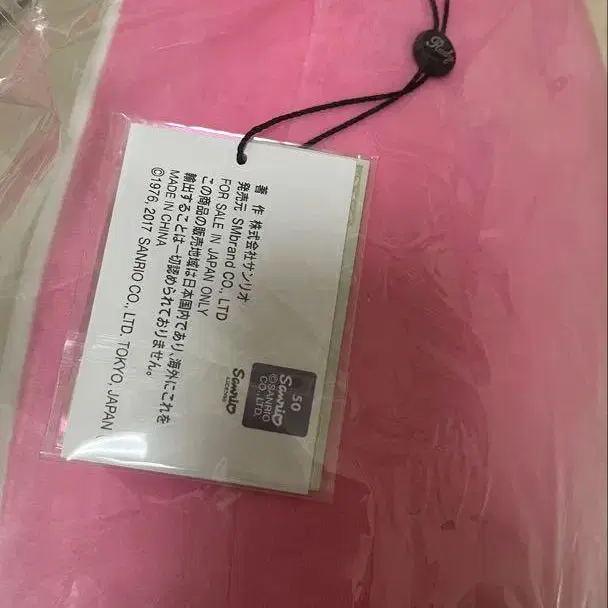 著 作 株式会社サンリオ
発売元 SMbrand CO., LTD
FOR SALE IN JAPAN ONLY
この商品の販売地域は日本国内であり、海外にこれを
輸出することは一切認められておりません。
MADE IN CHINA
©1976, 2017 SANRIO CO., LTD. TOKYO, JAPAN
Sanrio
LICENSED
50
Sanrio
©SANRIO
CO., LTD.